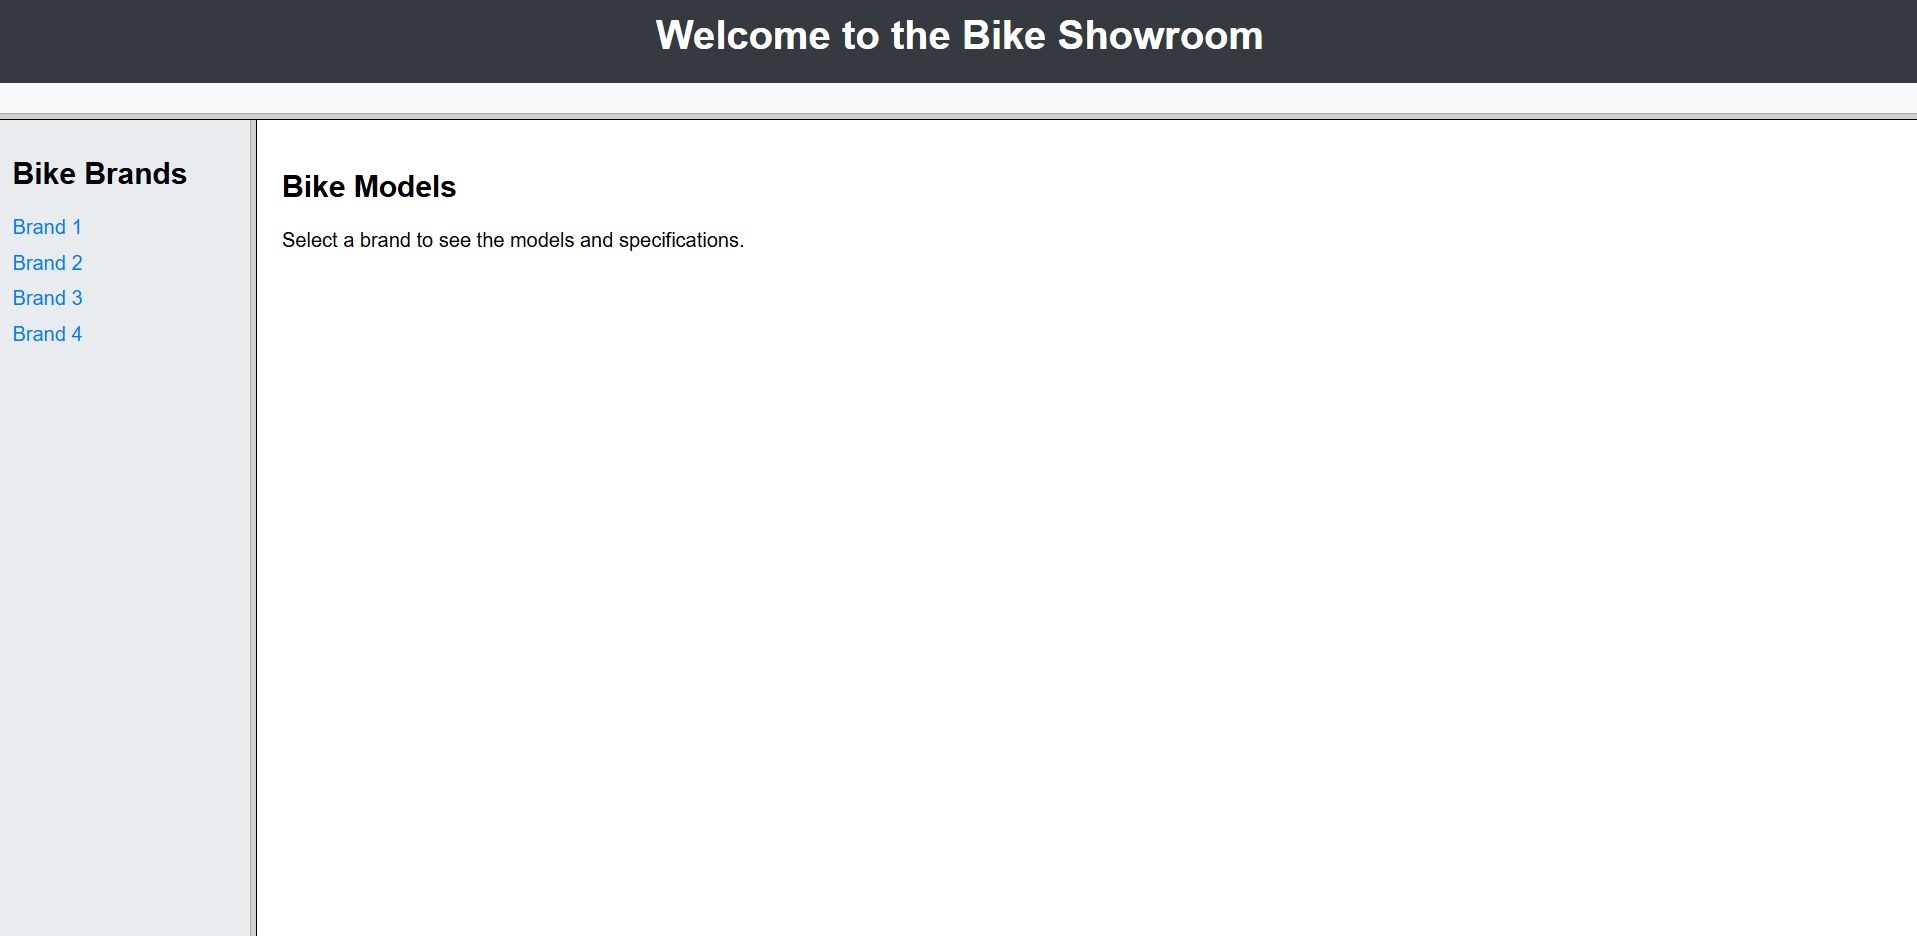 Welcome to the Bike Showroom
Bike Brands
Brand 1
Brand 2
Brand 3
Brand 4
Bike Models
Select a brand to see the models and specifications.